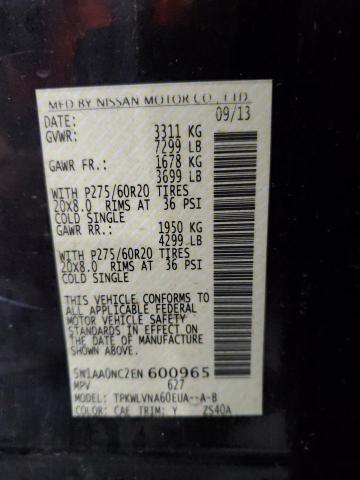 MFD BY NISSAN MOTOR CO., LTD.
DATE: 09/13
GVWR: 3311 KG
7299 LB
GAWR FR.: 1678 KG
3699 LB
WITH P275/60R20 TIRES
20X8.0 RIMS AT 36 PSI
COLD SINGLE
GAWR RR.: 1950 KG
4299 LB
WITH P275/60R20 TIRES
20X8.0 RIMS AT 36 PSI
COLD SINGLE
THIS VEHICLE CONFORMS TO
ALL APPLICABLE FEDERAL
MOTOR VEHICLE SAFETY
STANDARDS IN EFFECT ON
THE DATE OF MANUFACTURE
SHOWN ABOVE.
5N1AA0NC2EN 600965
MPV 627
MODEL: TPKWLVNA60EUA--A-B
COLOR: CAE TRIM: Y ZS40A